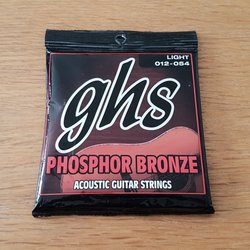 LIGHT
012-054
ghs
PHOSPHOR BRONZE
ACOUSTIC GUITAR STRINGS